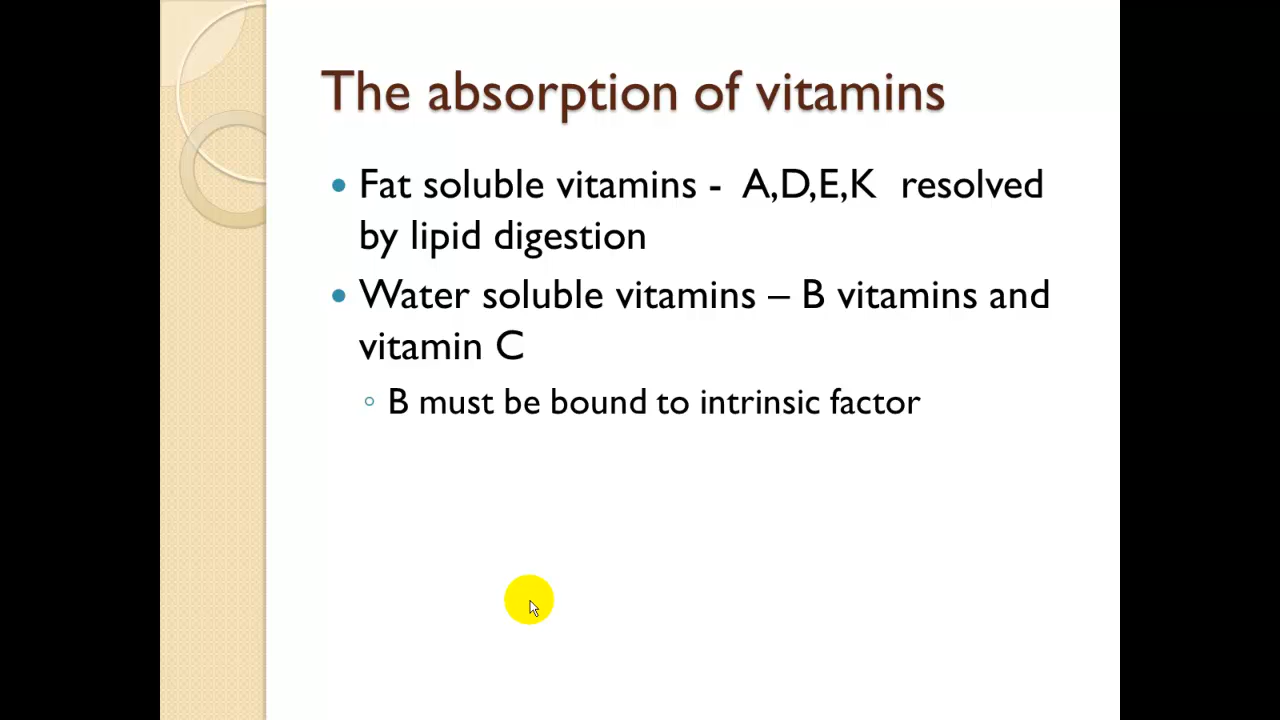 The absorption of vitamins
• Fat soluble vitamins - A,D,E,K resolved
by lipid digestion
• Water soluble vitamins – B vitamins and
vitamin C
◦ B must be bound to intrinsic factor